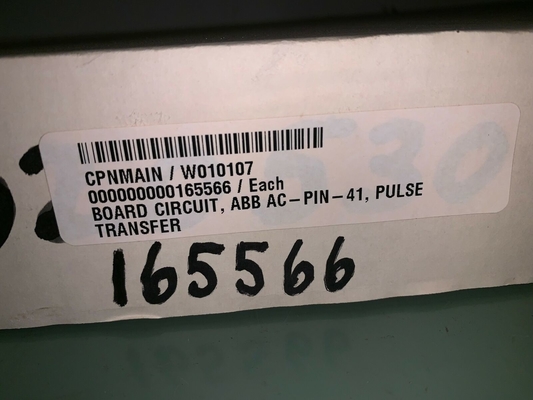 CPNMAIN / W010107
000000000165566 / Each
BOARD CIRCUIT, ABB AC-PIN-41, PULSE
TRANSFER
165566